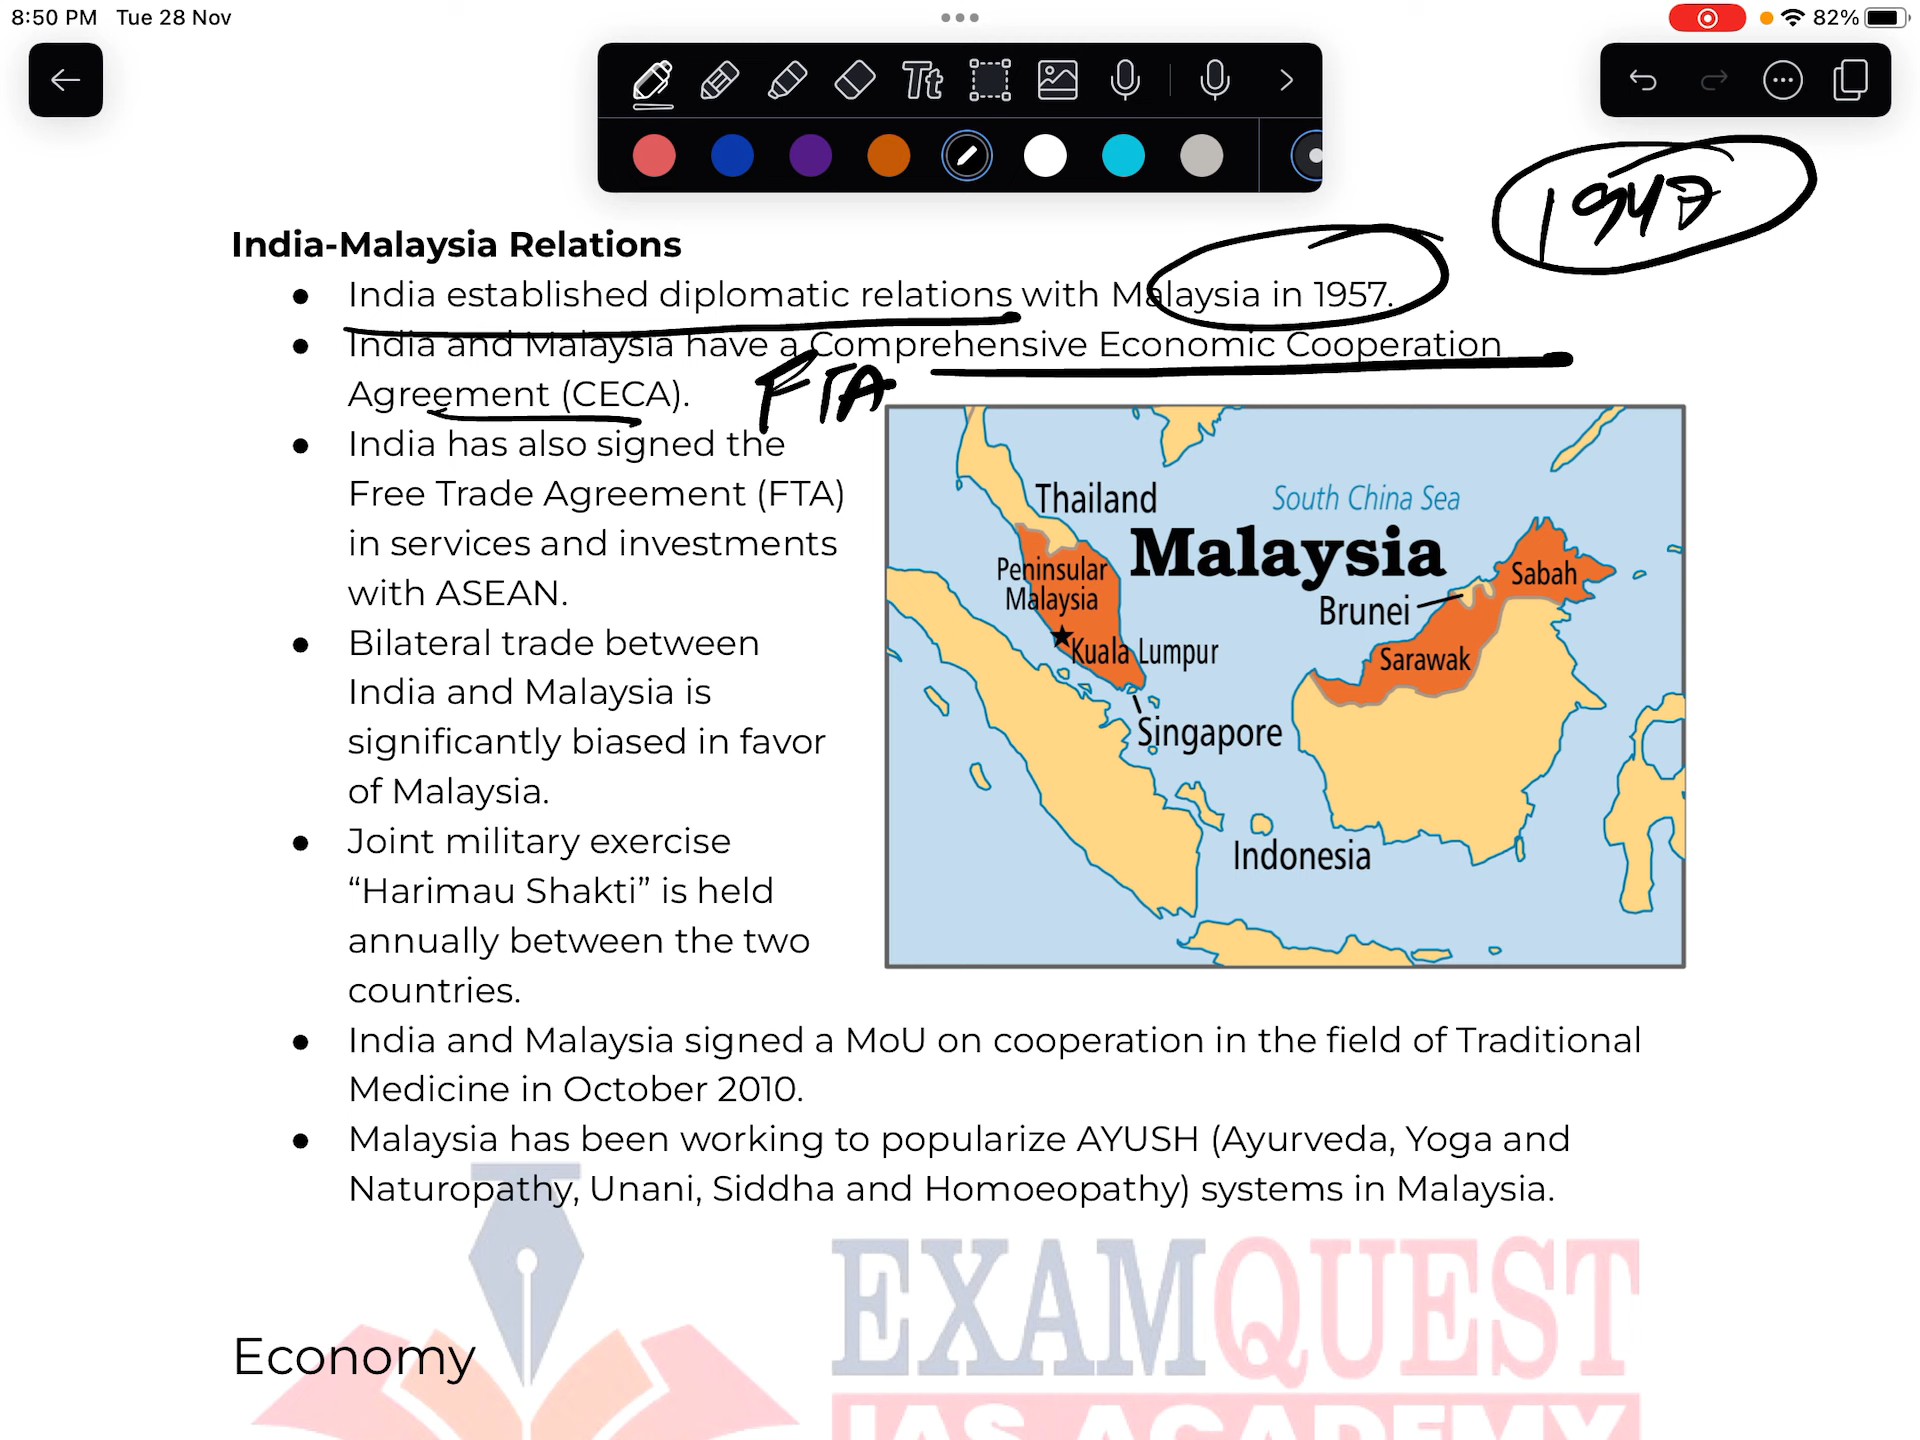 8:50 PM Tue 28 Nov
82%
Tt
1947
India-Malaysia Relations
● India established diplomatic relations with Malaysia in 1957.
● India and Malaysia have a Comprehensive Economic Cooperation
Agreement (CECA).
FTA
● India has also signed the
Free Trade Agreement (FTA)
in services and investments
with ASEAN.
● Bilateral trade between
India and Malaysia is
significantly biased in favor
of Malaysia.
● Joint military exercise
“Harimau Shakti” is held
annually between the two
countries.
Thailand
South China Sea
Malaysia
Peninsular
Malaysia
Sabah
Brunei
Kuala Lumpur
Sarawak
Singapore
Indonesia
● India and Malaysia signed a MoU on cooperation in the field of Traditional
Medicine in October 2010.
● Malaysia has been working to popularize AYUSH (Ayurveda, Yoga and
Naturopathy, Unani, Siddha and Homoeopathy) systems in Malaysia.
EXAMQUEST
Economy
IAS ACADEMY